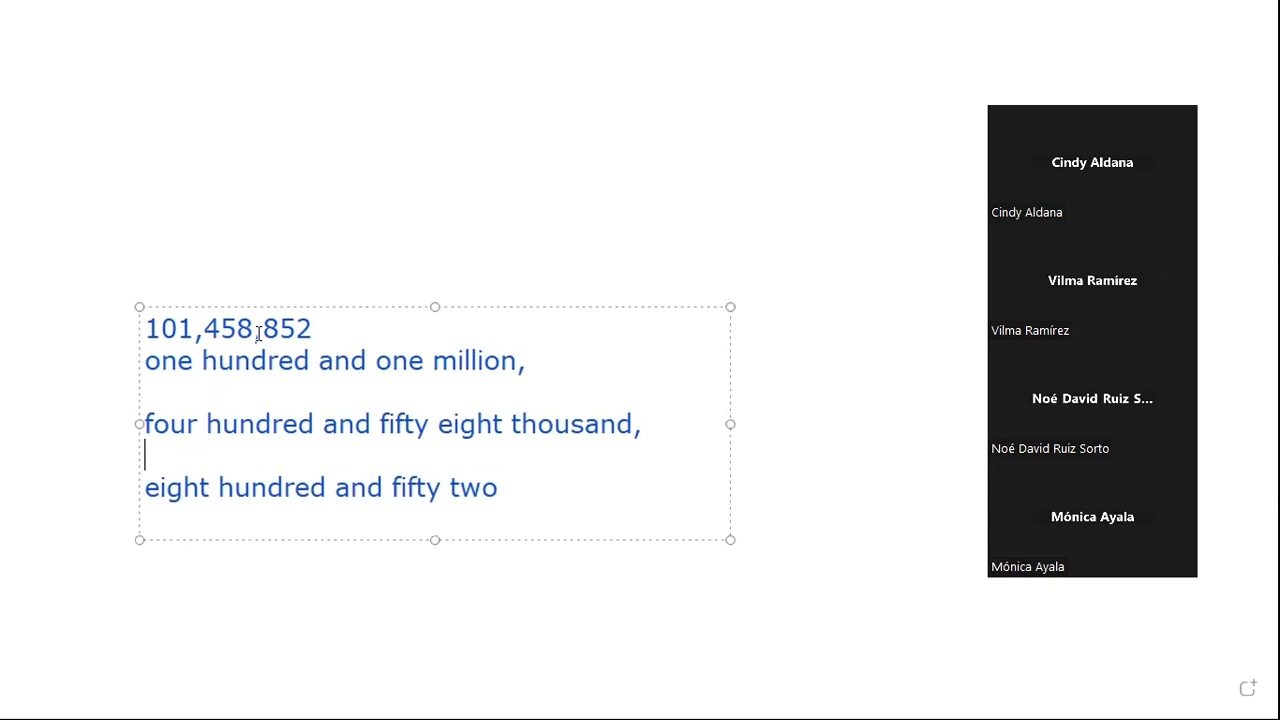 101,458,852
one hundred and one million,
four hundred and fifty eight thousand,
eight hundred and fifty two
Cindy Aldana
Cindy Aldana
Vilma Ramírez
Vilma Ramírez
Noé David Ruiz S...
Noé David Ruiz Sorto
Mónica Ayala
Mónica Ayala